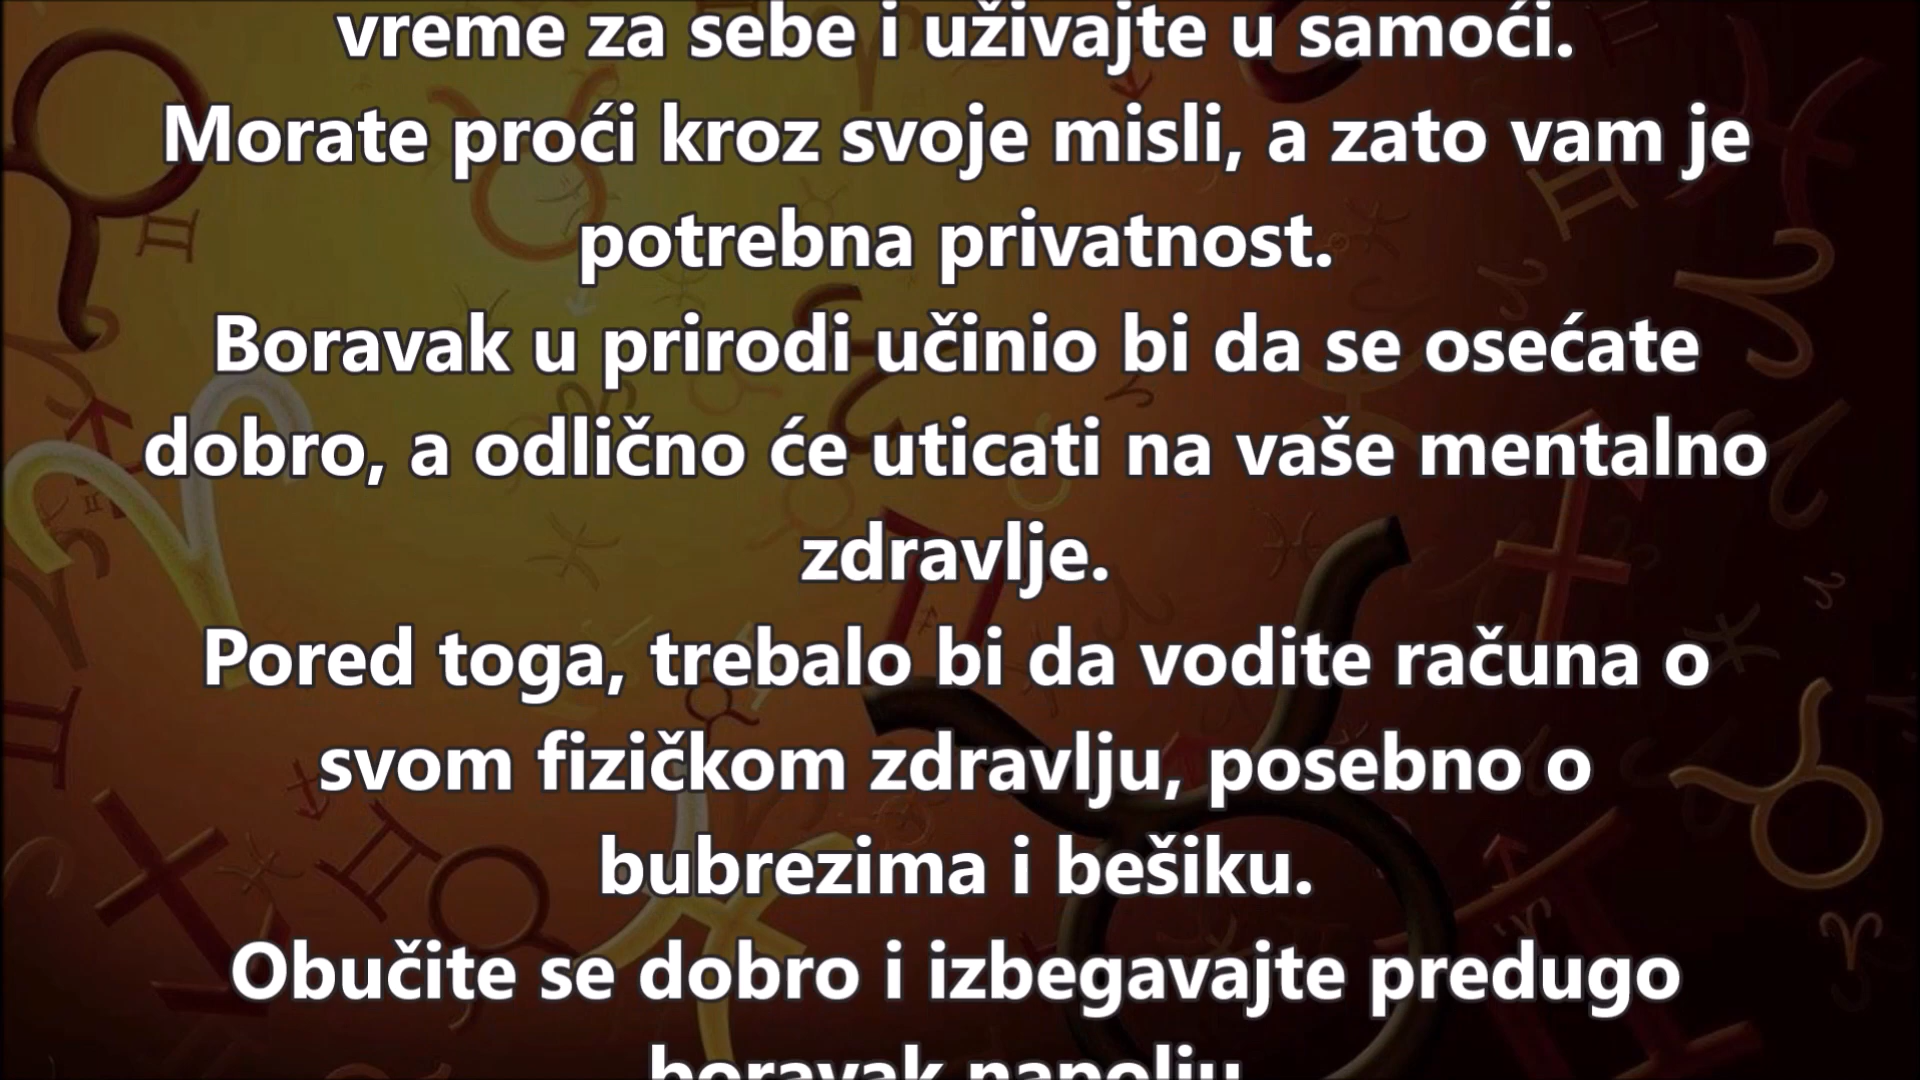 vreme za sebe i uživajte u samoći.
Morate proći kroz svoje misli, a zato vam je
potrebna privatnost.
Boravak u prirodi učinio bi da se osećate
dobro, a odlično će uticati na vaše mentalno
zdravlje.
Pored toga, trebalo bi da vodite računa o
svom fizičkom zdravlju, posebno o
bubrezima i bešiku.
Obučite se dobro i izbegavajte predugo
boravak napolju.